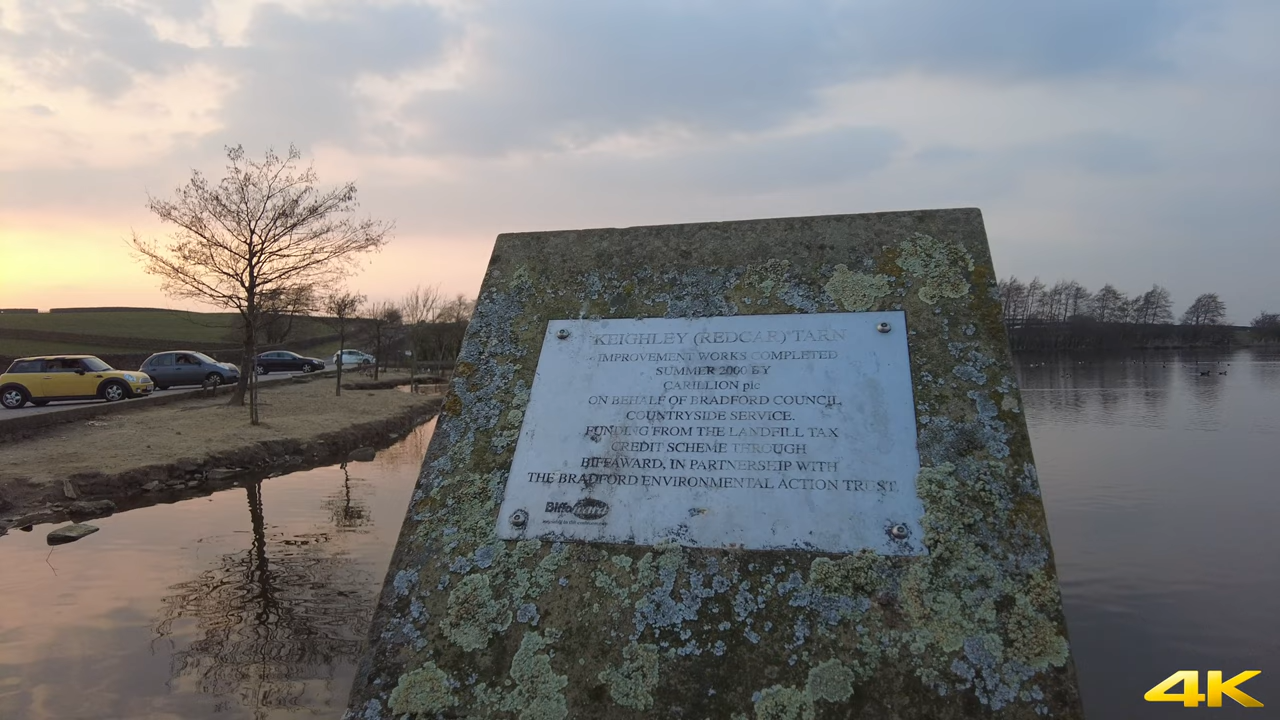 KEIGHLEY (REDCAR) TARN
IMPROVEMENT WORKS COMPLETED
SUMMER 2000 BY
CARILLION plc
ON BEHALF OF BRADFORD COUNCIL
COUNTRYSIDE SERVICE.
FUNDING FROM THE LANDFILL TAX
CREDIT SCHEME THROUGH
BIFFAWARD, IN PARTNERSHIP WITH
THE BRADFORD ENVIRONMENTAL ACTION TRUST.
Biffaward
4K